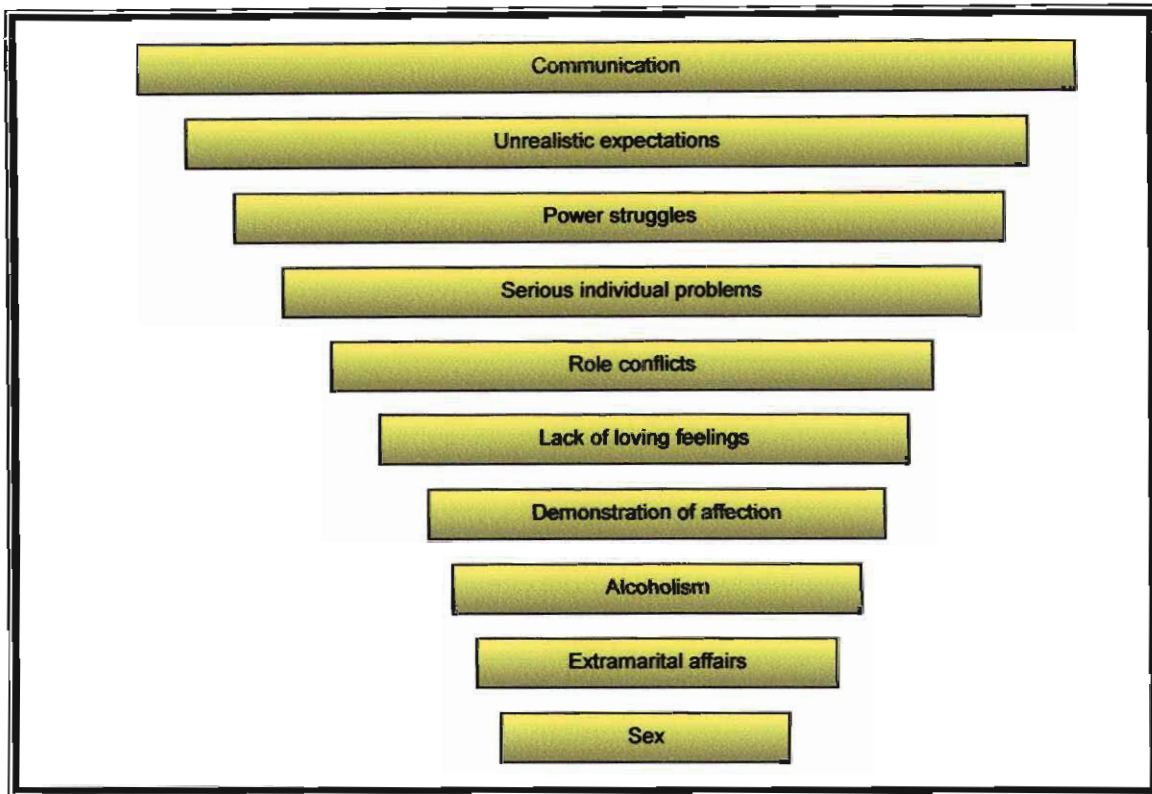 Communication
Unrealistic expectations
Power struggles
Serious individual problems
Role conflicts
Lack of loving feelings
Demonstration of affection
Alcoholism
Extramarital affairs
Sex